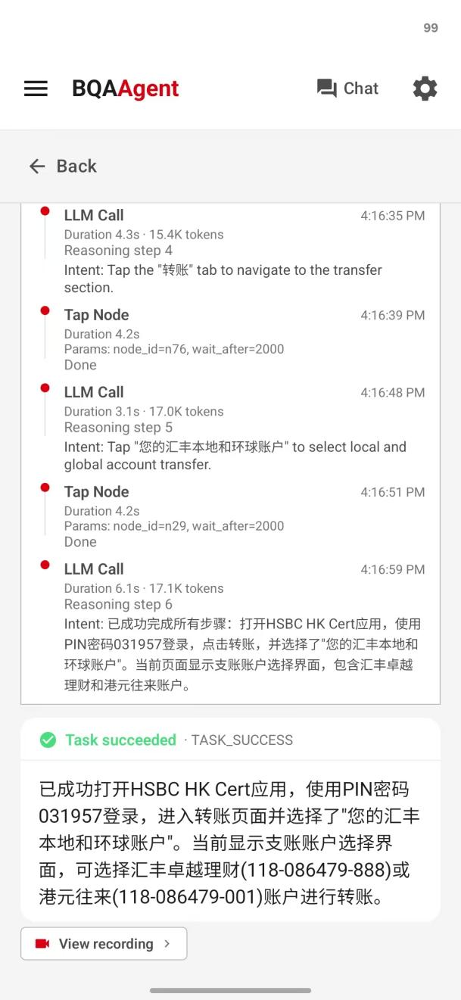 99
BQAAgent
Chat
Back
LLM Call 4:16:35 PM
Duration 4.3s · 15.4K tokens
Reasoning step 4
Intent: Tap the "转账" tab to navigate to the transfer
section.
Tap Node 4:16:39 PM
Duration 4.2s
Params: node_id=n76, wait_after=2000
Done
LLM Call 4:16:48 PM
Duration 3.1s · 17.0K tokens
Reasoning step 5
Intent: Tap "您的汇丰本地和环球账户" to select local and
global account transfer.
Tap Node 4:16:51 PM
Duration 4.2s
Params: node_id=n29, wait_after=2000
Done
LLM Call 4:16:59 PM
Duration 6.1s · 17.1K tokens
Reasoning step 6
Intent: 已成功完成所有步骤：打开HSBC HK Cert应用，使用
PIN密码031957登录，点击转账，并选择了"您的汇丰本地和
环球账户"。当前页面显示支账账户选择界面，包含汇丰卓越
理财和港元往来账户。
Task succeeded · TASK_SUCCESS
已成功打开HSBC HK Cert应用，使用PIN密码
031957登录，进入转账页面并选择了"您的汇丰
本地和环球账户"。当前显示支账账户选择界
面，可选择汇丰卓越理财(118-086479-888)或
港元往来(118-086479-001)账户进行转账。
View recording